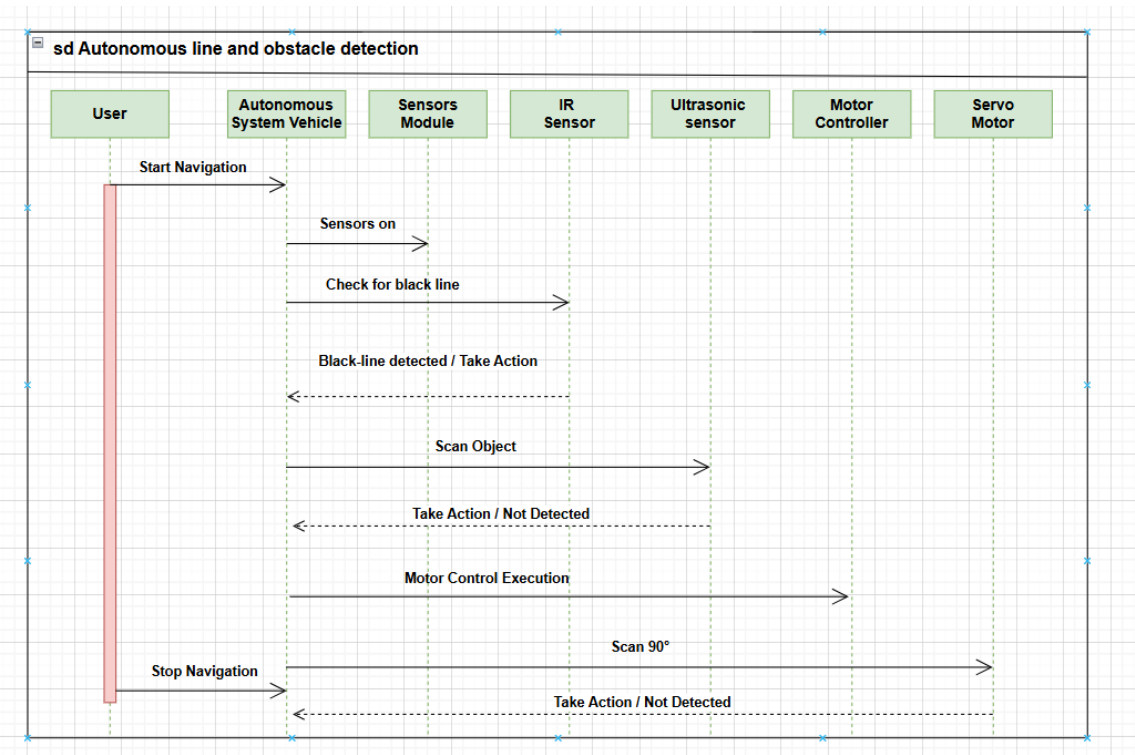 sd Autonomous line and obstacle detection
User
Autonomous
System Vehicle
Sensors
Module
IR
Sensor
Ultrasonic
sensor
Motor
Controller
Servo
Motor
Start Navigation
Sensors on
Check for black line
Black-line detected / Take Action
Scan Object
Take Action / Not Detected
Motor Control Execution
Scan 90°
Stop Navigation
Take Action / Not Detected